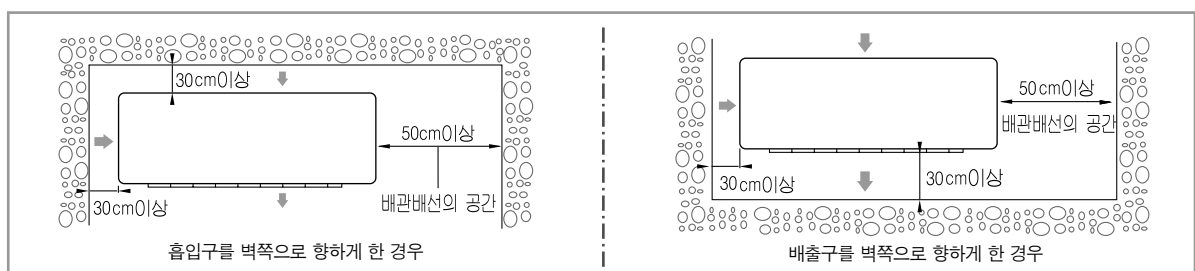 30cm이상
50cm이상
배관배선의 공간
30cm이상
흡입구를 벽쪽으로 향하게 한 경우
50cm이상
배관배선의 공간
30cm이상
30cm이상
배출구를 벽쪽으로 향하게 한 경우